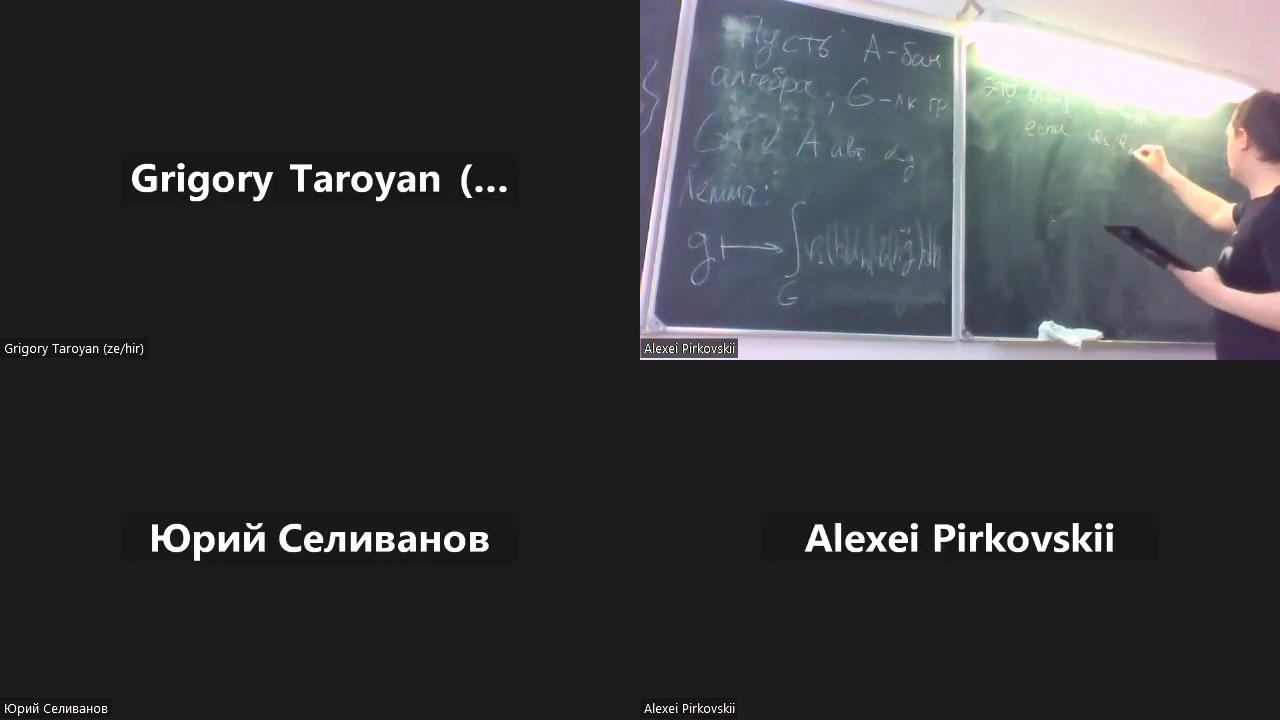 Grigory Taroyan (...
Grigory Taroyan (ze/hir)
Пусть A-бан
алгебра; G-лк гр
A авт
Лемма:
g ⟼ ∫
G
это
если
Alexei Pirkovskii
Юрий Селиванов
Юрий Селиванов
Alexei Pirkovskii
Alexei Pirkovskii